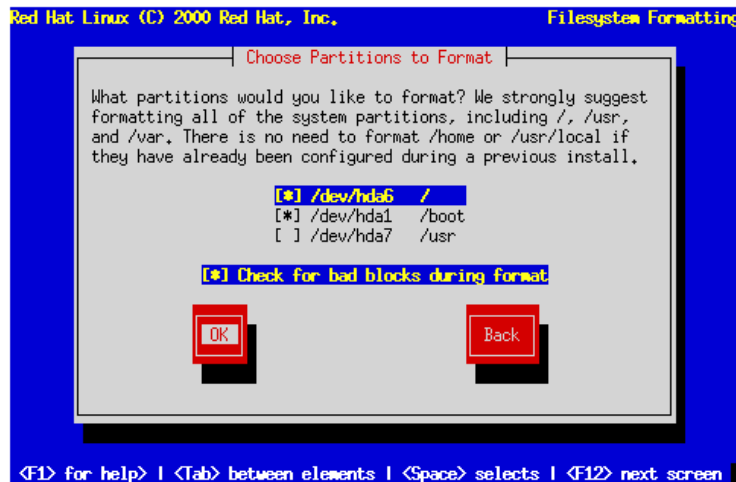 Red Hat Linux (C) 2000 Red Hat, Inc. Filesystem Formatting
Choose Partitions to Format
What partitions would you like to format? We strongly suggest
formatting all of the system partitions, including /, /usr,
and /var. There is no need to format /home or /usr/local if
they have already been configured during a previous install.
[*] /dev/hda6 /
[*] /dev/hda1 /boot
[ ] /dev/hda7 /usr
[*] Check for bad blocks during format
OK Back
<F1> for help> | <Tab> between elements | <Space> selects | <F12> next screen